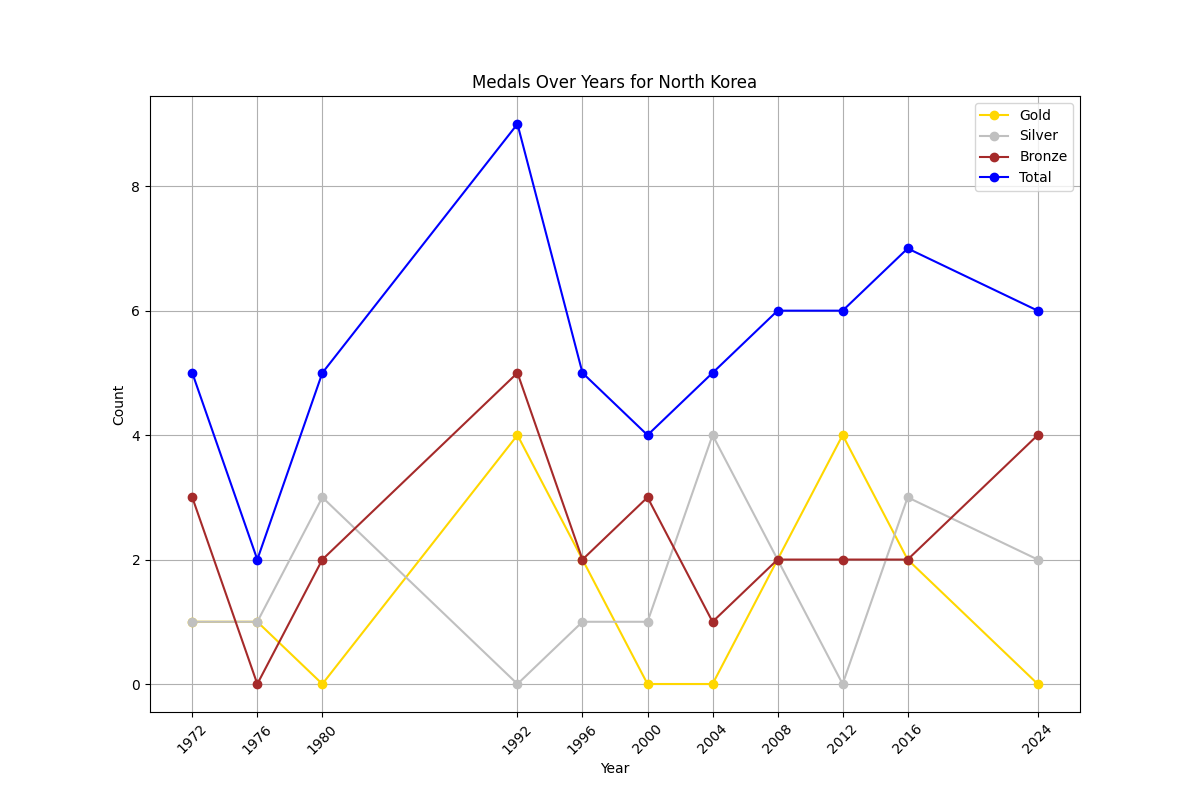 Medals Over Years for North Korea
Gold
Silver
Bronze
Total
8
6
4
2
0
Count
1972 1976 1980 1992 1996 2000 2004 2008 2012 2016 2024
Year